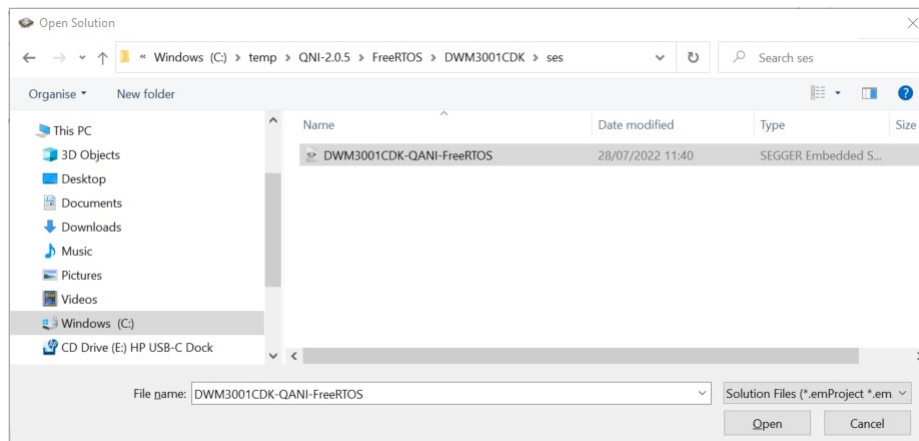 Open Solution
« Windows (C:) > temp > QNI-2.0.5 > FreeRTOS > DWM3001CDK > ses
Search ses
Organise
New folder
Name
Date modified
Type
Size
This PC
3D Objects
Desktop
Documents
Downloads
Music
Pictures
Videos
Windows (C:)
CD Drive (E:) HP USB-C Dock
DWM3001CDK-QANI-FreeRTOS
28/07/2022 11:40
SEGGER Embedded S...
File name:
DWM3001CDK-QANI-FreeRTOS
Solution Files (*.emProject *.em
Open
Cancel